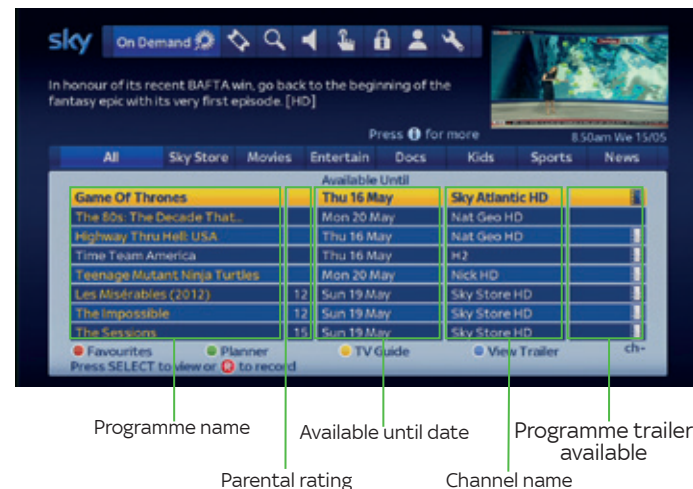 sky On Demand
In honour of its recent BAFTA win, go back to the beginning of the
fantasy epic with its very first episode. [HD]
Press i for more
8.50am We 15/05
All Sky Store Movies Entertain Docs Kids Sports News
Available Until
Game Of Thrones Thu 16 May Sky Atlantic HD
The 80s: The Decade That... Mon 20 May Nat Geo HD
Highway Thru Hell: USA Thu 16 May Nat Geo HD
Time Team America Thu 16 May H2
Teenage Mutant Ninja Turtles Mon 20 May Nick HD
Les Misérables (2012) 12 Sun 19 May Sky Store HD
The Impossible 12 Sun 19 May Sky Store HD
The Sessions 15 Sun 19 May Sky Store HD
Favourites Planner TV Guide View Trailer ch-
Press SELECT to view or R to record
Programme name
Available until date
Programme trailer
available
Parental rating
Channel name